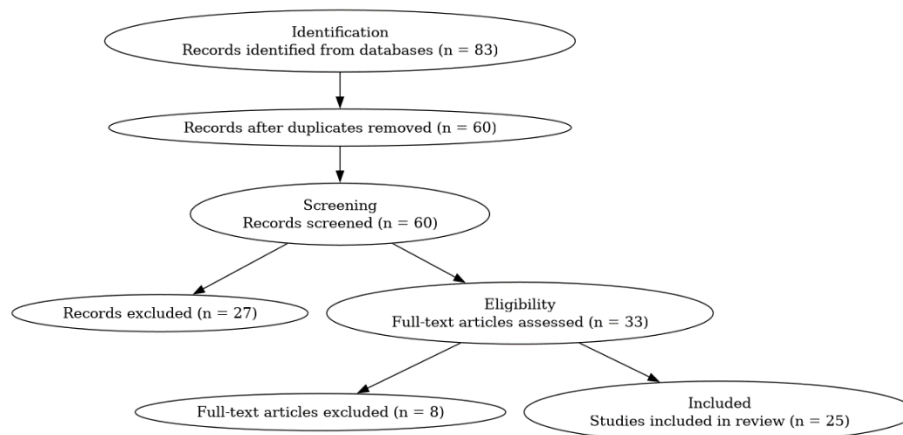 Identification
Records identified from databases (n = 83)
Records after duplicates removed (n = 60)
Screening
Records screened (n = 60)
Records excluded (n = 27)
Eligibility
Full-text articles assessed (n = 33)
Full-text articles excluded (n = 8)
Included
Studies included in review (n = 25)